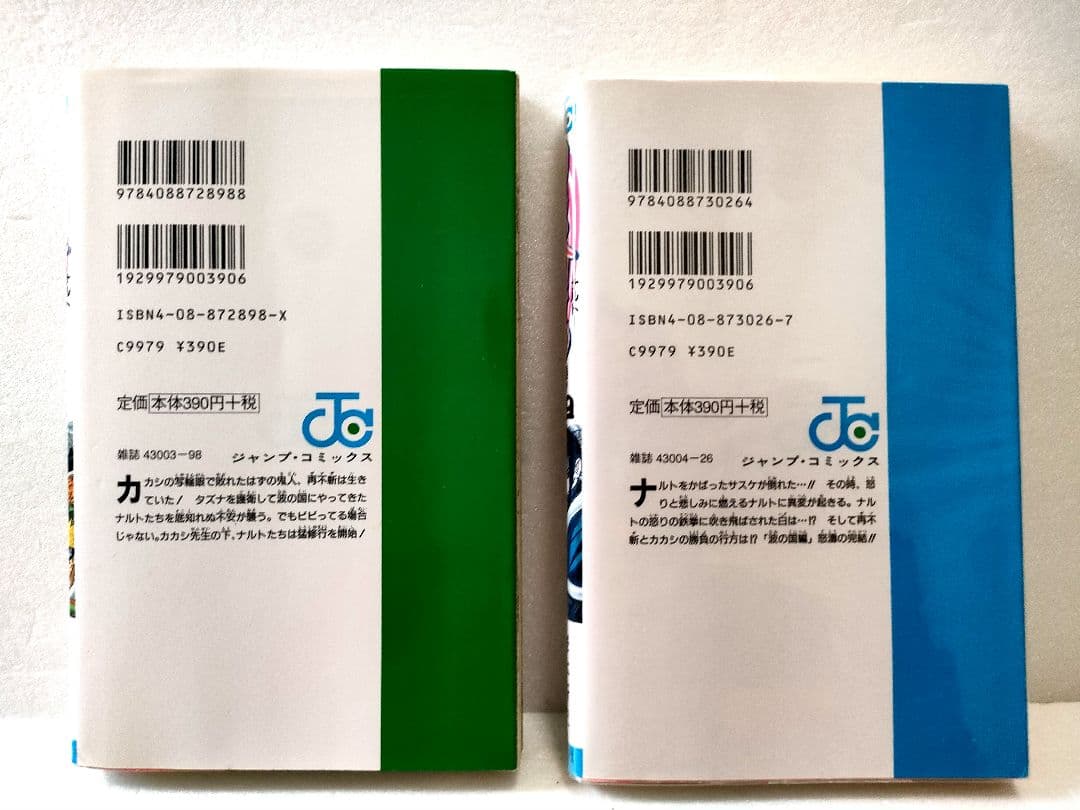 9784088728988
1929979003906
ISBN4-08-872898-X
C9979 ¥390E
定価 本体390円+税
雑誌 43003-98
ジャンプ・コミックス
カカシの写輪眼で敗れたはずの鬼人、再不斬は生き
ていた! タズナを護衛して波の国にやってきた
ナルトたちを底知れぬ不安が襲う。でもビビってる場合
じゃない。カカシ先生の下、ナルトたちは猛修行を開始!
9784088730264
1929979003906
ISBN4-08-873026-7
C9979 ¥390E
定価 本体390円+税
雑誌 43004-26
ジャンプ・コミックス
ナルトをかばったサスケが倒れた…!! その時、怒
りと悲しみに燃えるナルトに異変が起きる。ナル
トの怒りの鉄拳に吹き飛ばされた白は…!? そして再不
斬とカカシの勝負の行方は!?「波の国編」怒濤の完結!!